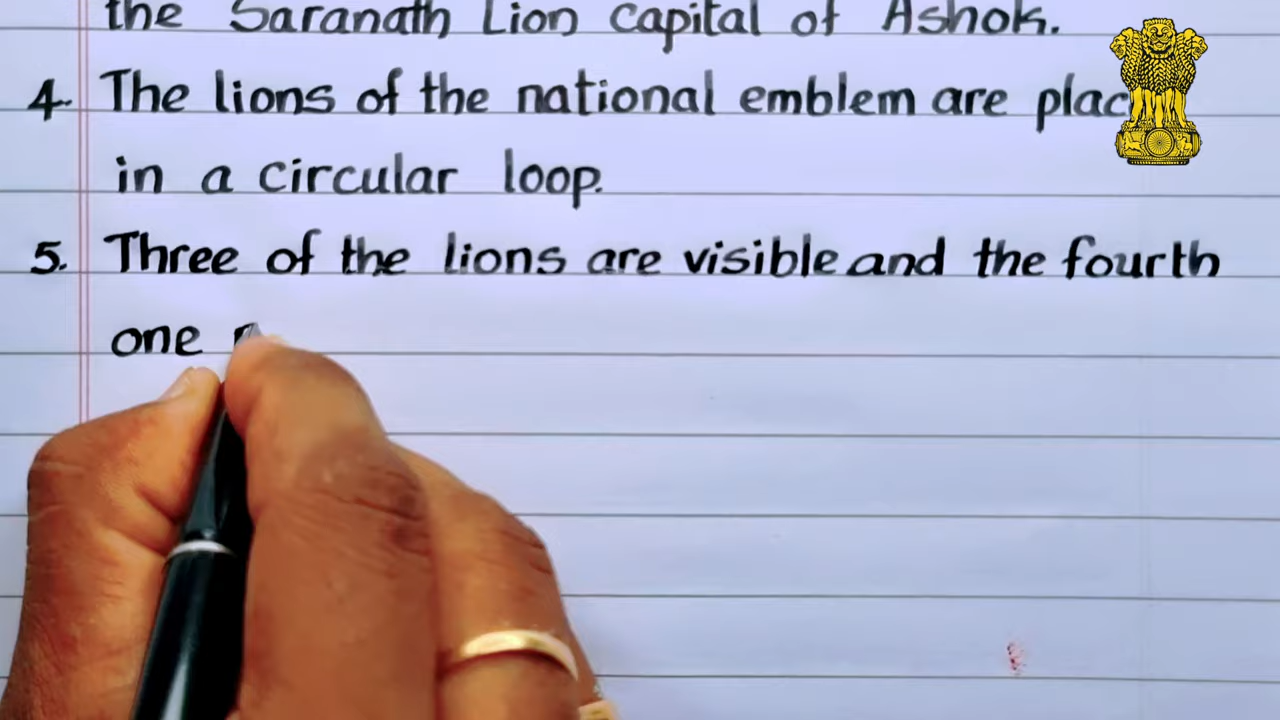 the Saranath Lion Capital of Ashok.
4. The lions of the national emblem are plac
in a circular loop.
5. Three of the lions are visible and the fourth
one